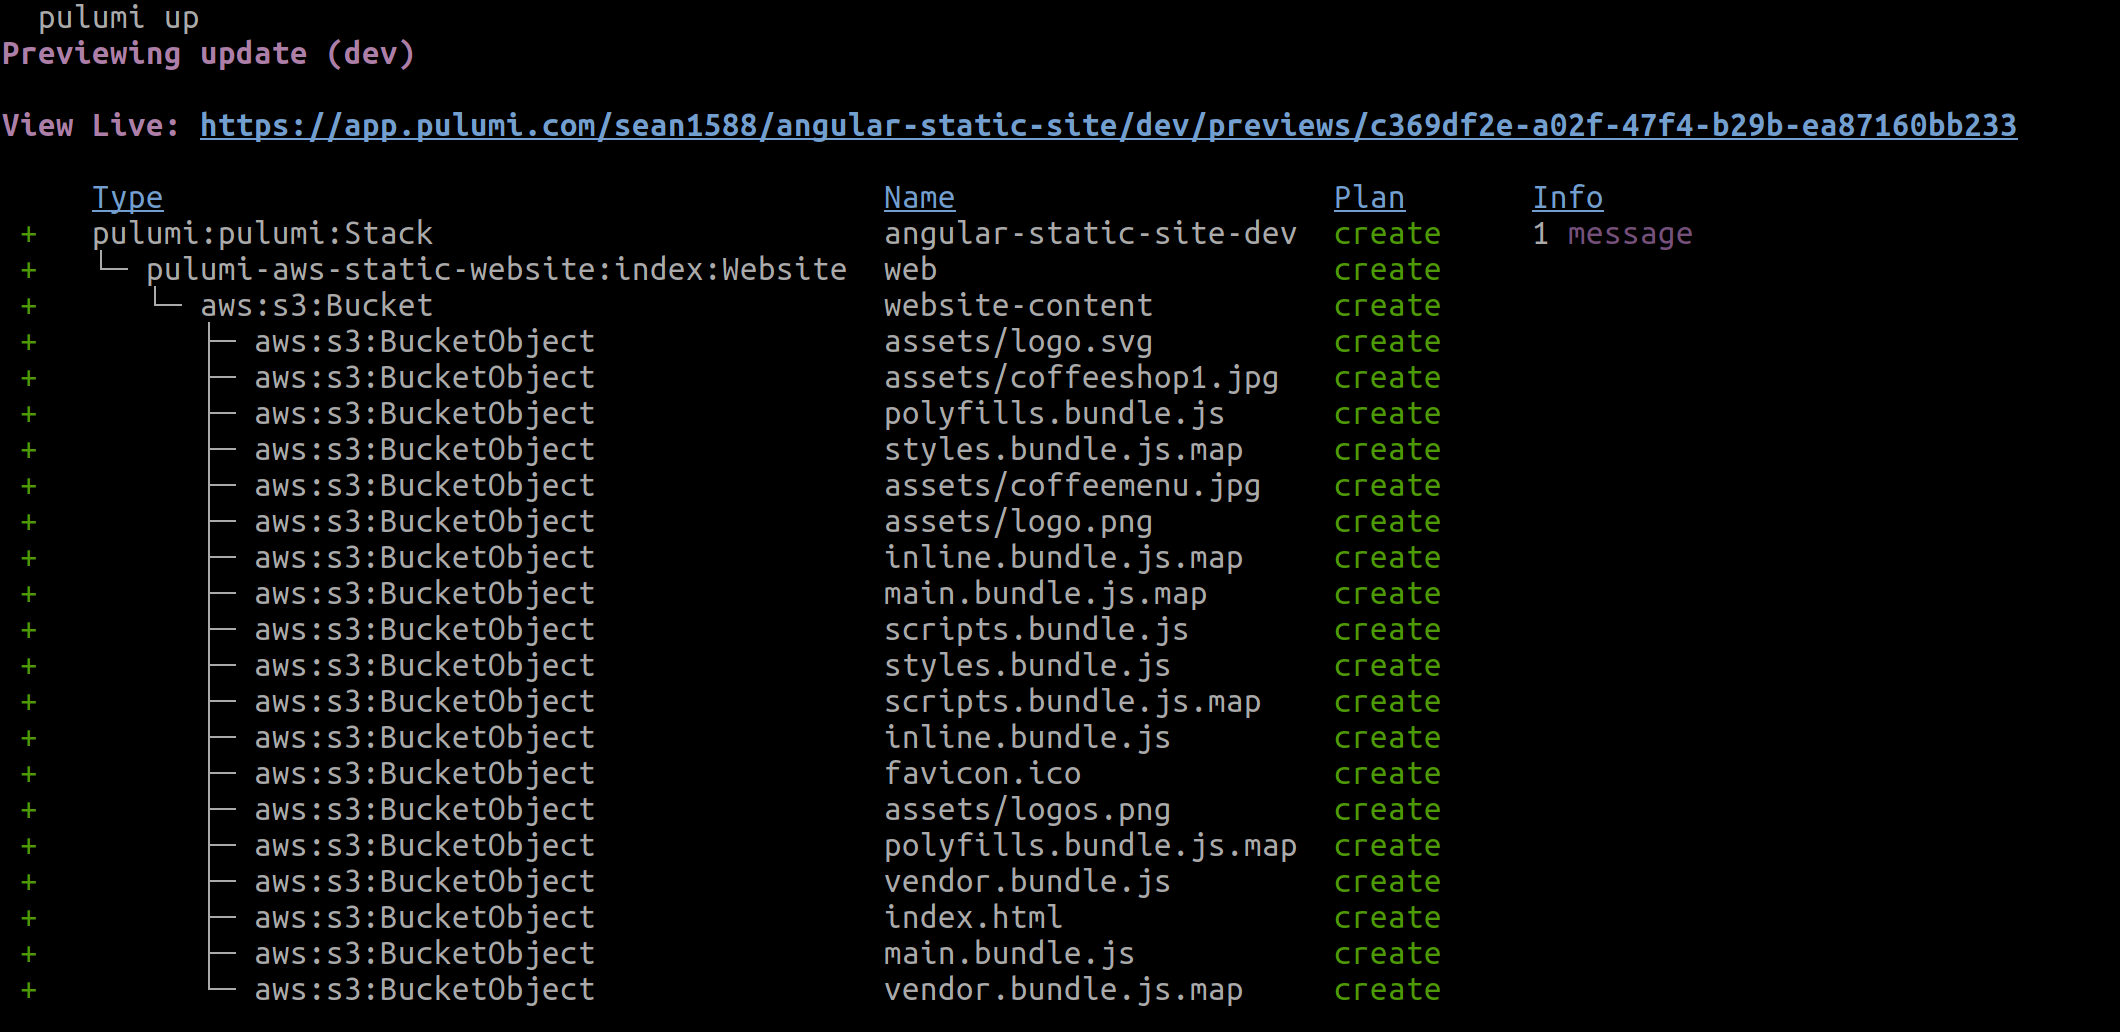 pulumi up
Previewing update (dev)
View Live: https://app.pulumi.com/sean1588/angular-static-site/dev/previews/c369df2e-a02f-47f4-b29b-ea87160bb233
Type Name Plan Info
+ pulumi:pulumi:Stack angular-static-site-dev create 1 message
+ └─ pulumi-aws-static-website:index:Website web create
+ └─ aws:s3:Bucket website-content create
+ ├─ aws:s3:BucketObject assets/logo.svg create
+ ├─ aws:s3:BucketObject assets/coffeeshop1.jpg create
+ ├─ aws:s3:BucketObject polyfills.bundle.js create
+ ├─ aws:s3:BucketObject styles.bundle.js.map create
+ ├─ aws:s3:BucketObject assets/coffeemenu.jpg create
+ ├─ aws:s3:BucketObject assets/logo.png create
+ ├─ aws:s3:BucketObject inline.bundle.js.map create
+ ├─ aws:s3:BucketObject main.bundle.js.map create
+ ├─ aws:s3:BucketObject scripts.bundle.js create
+ ├─ aws:s3:BucketObject styles.bundle.js create
+ ├─ aws:s3:BucketObject scripts.bundle.js.map create
+ ├─ aws:s3:BucketObject inline.bundle.js create
+ ├─ aws:s3:BucketObject favicon.ico create
+ ├─ aws:s3:BucketObject assets/logos.png create
+ ├─ aws:s3:BucketObject polyfills.bundle.js.map create
+ ├─ aws:s3:BucketObject vendor.bundle.js create
+ ├─ aws:s3:BucketObject index.html create
+ ├─ aws:s3:BucketObject main.bundle.js create
+ └─ aws:s3:BucketObject vendor.bundle.js.map create